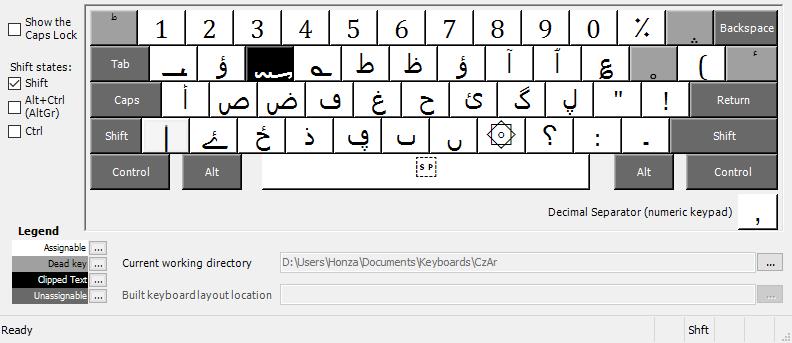 Show the
Caps Lock
Shift states:
Shift
Alt+Ctrl
(AltGr)
Ctrl
ط 1 2 3 4 5 6 7 8 9 0 ٪ Backspace
Tab ؤ ط ظ ؤ أ آ ٱ (
Caps أ ص ض ف غ ح ئ گ پ " ! Return
Shift ۓ ذ ڢ ٮ ں ۞ ؟ : ۔ Shift
Control Alt SP Alt Control
Decimal Separator (numeric keypad) ,
Legend
Assignable ...
Dead key ...
Clipped Text ...
Unassignable ...
Current working directory D:\Users\Honza\Documents\Keyboards\CzAr ...
Built keyboard layout location ...
Ready Shft